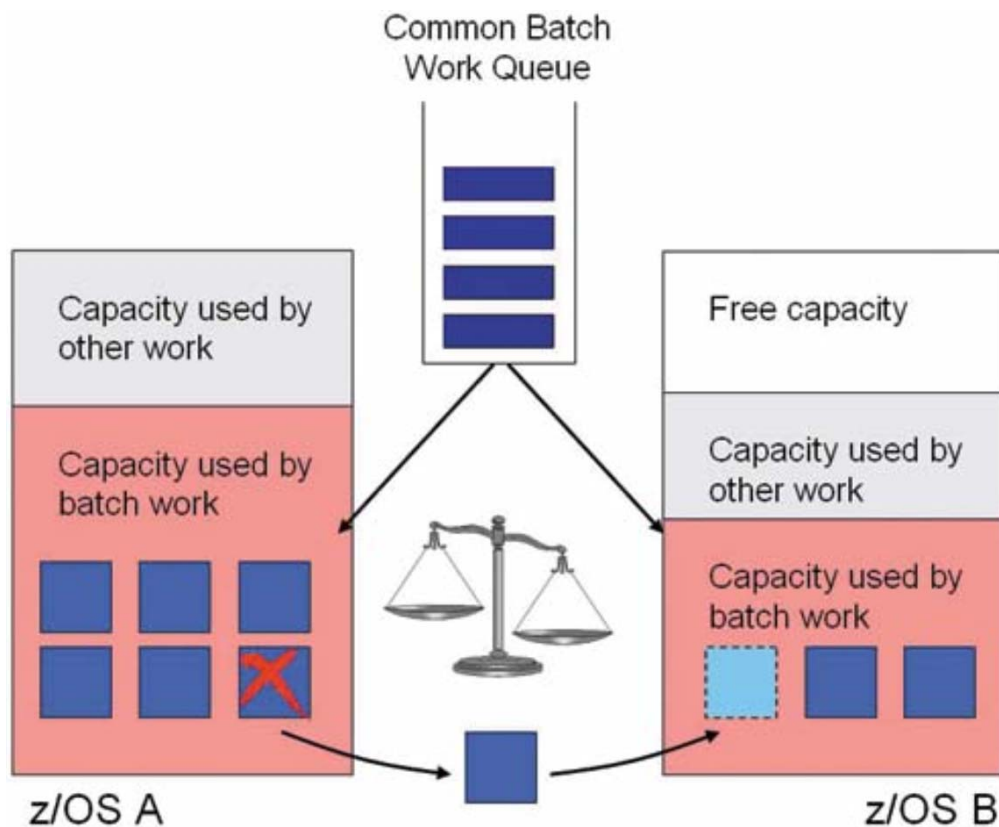 Common Batch
Work Queue
Capacity used by
other work
Capacity used by
batch work
Free capacity
Capacity used by
other work
Capacity used by
batch work
z/OS A
z/OS B